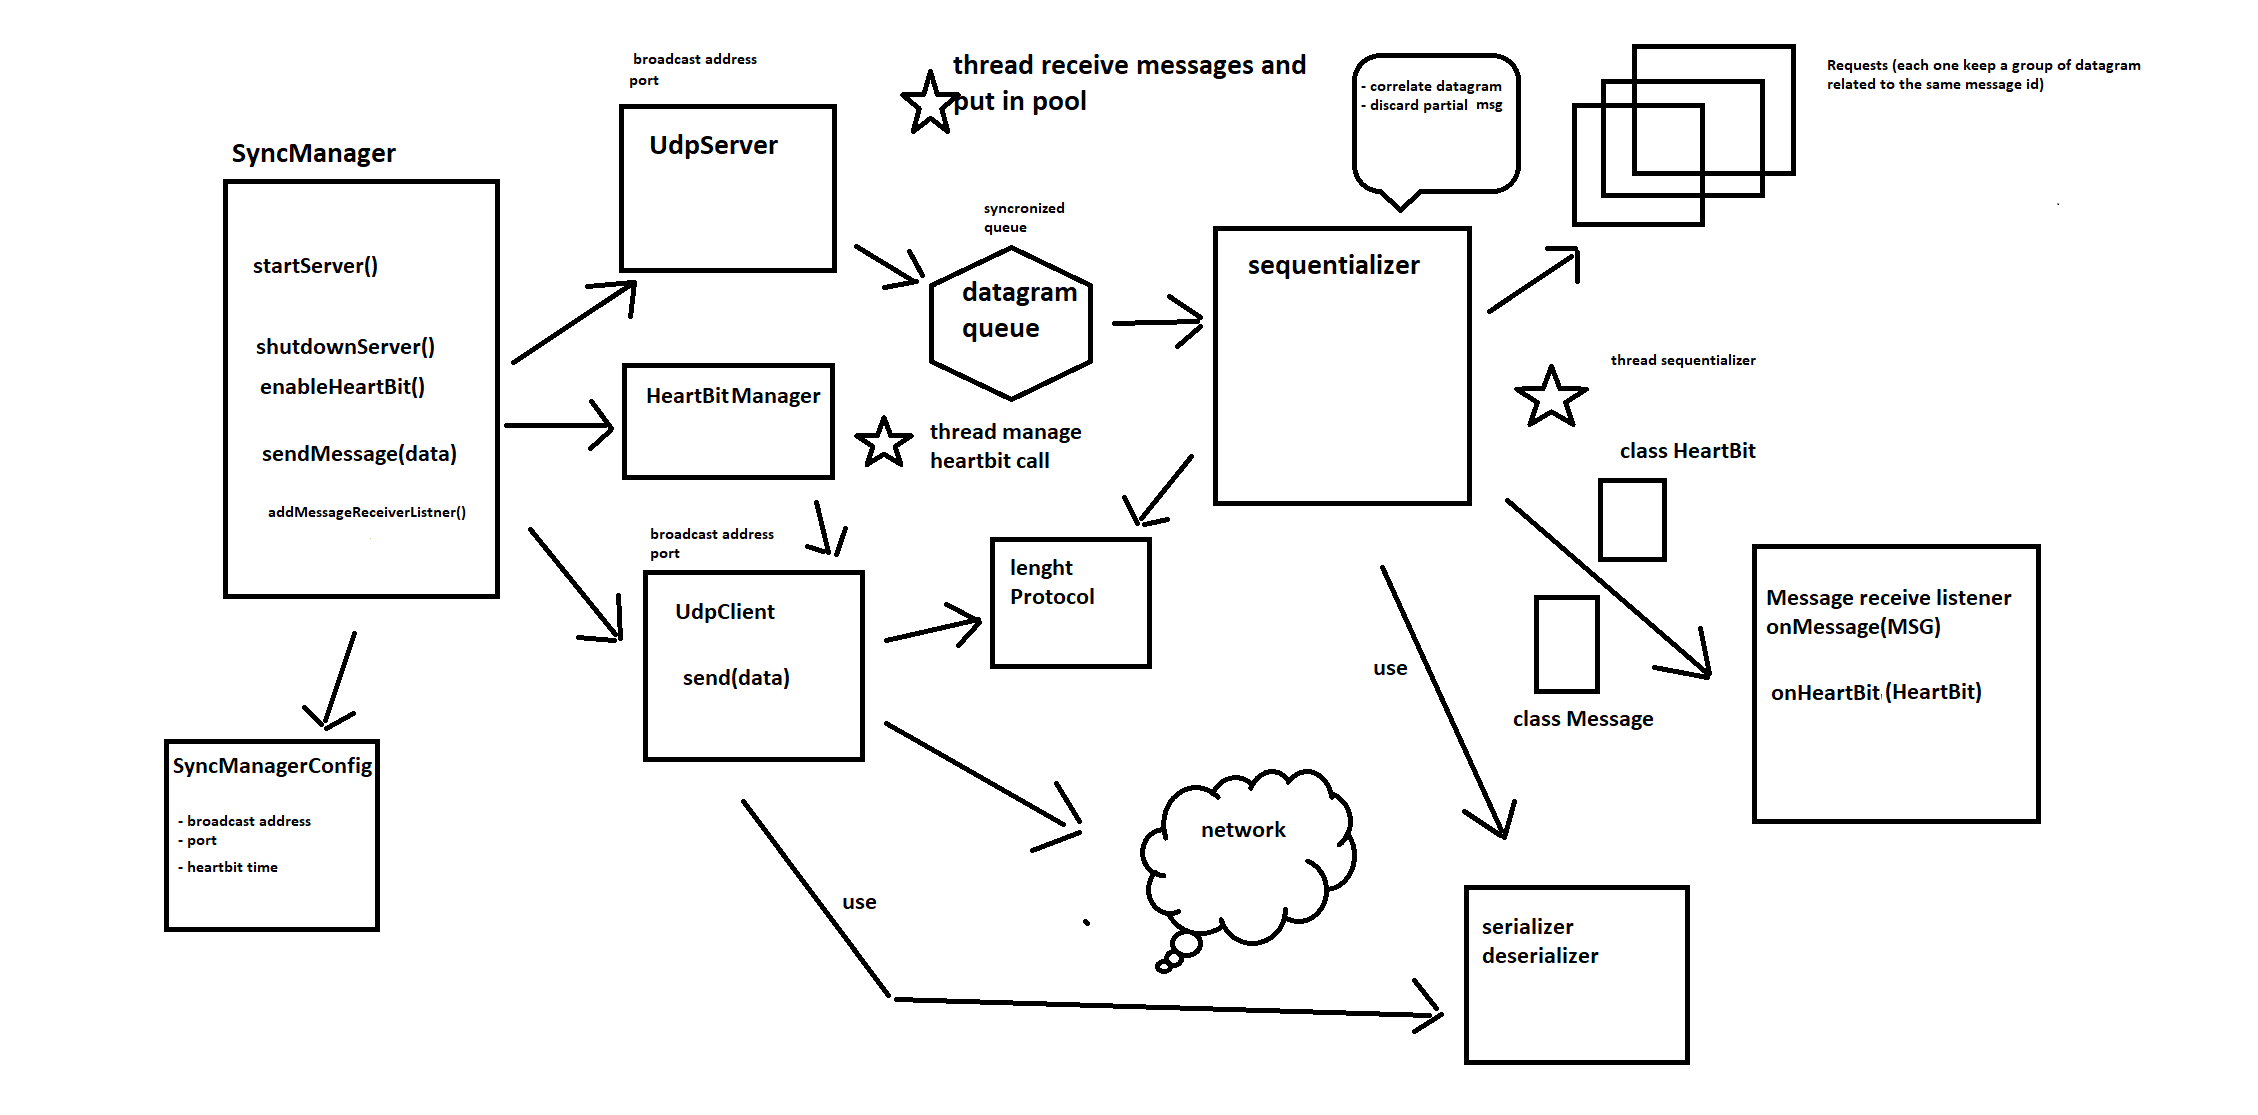 broadcast address
port
UdpServer
thread receive messages and
put in pool
- correlate datagram
- discard partial msg
Requests (each one keep a group of datagram
related to the same message id)
SyncManager
startServer()
shutdownServer()
enableHeartBit()
sendMessage(data)
addMessageReceiverListner()
syncronized
queue
datagram
queue
sequentializer
HeartBitManager
thread manage
heartbit call
thread sequentializer
class HeartBit
broadcast address
port
UdpClient
send(data)
lenght
Protocol
Message receive listener
onMessage(MSG)
onHeartBit (HeartBit)
use
class Message
SyncManagerConfig
- broadcast address
- port
- heartbit time
network
use
serializer
deserializer